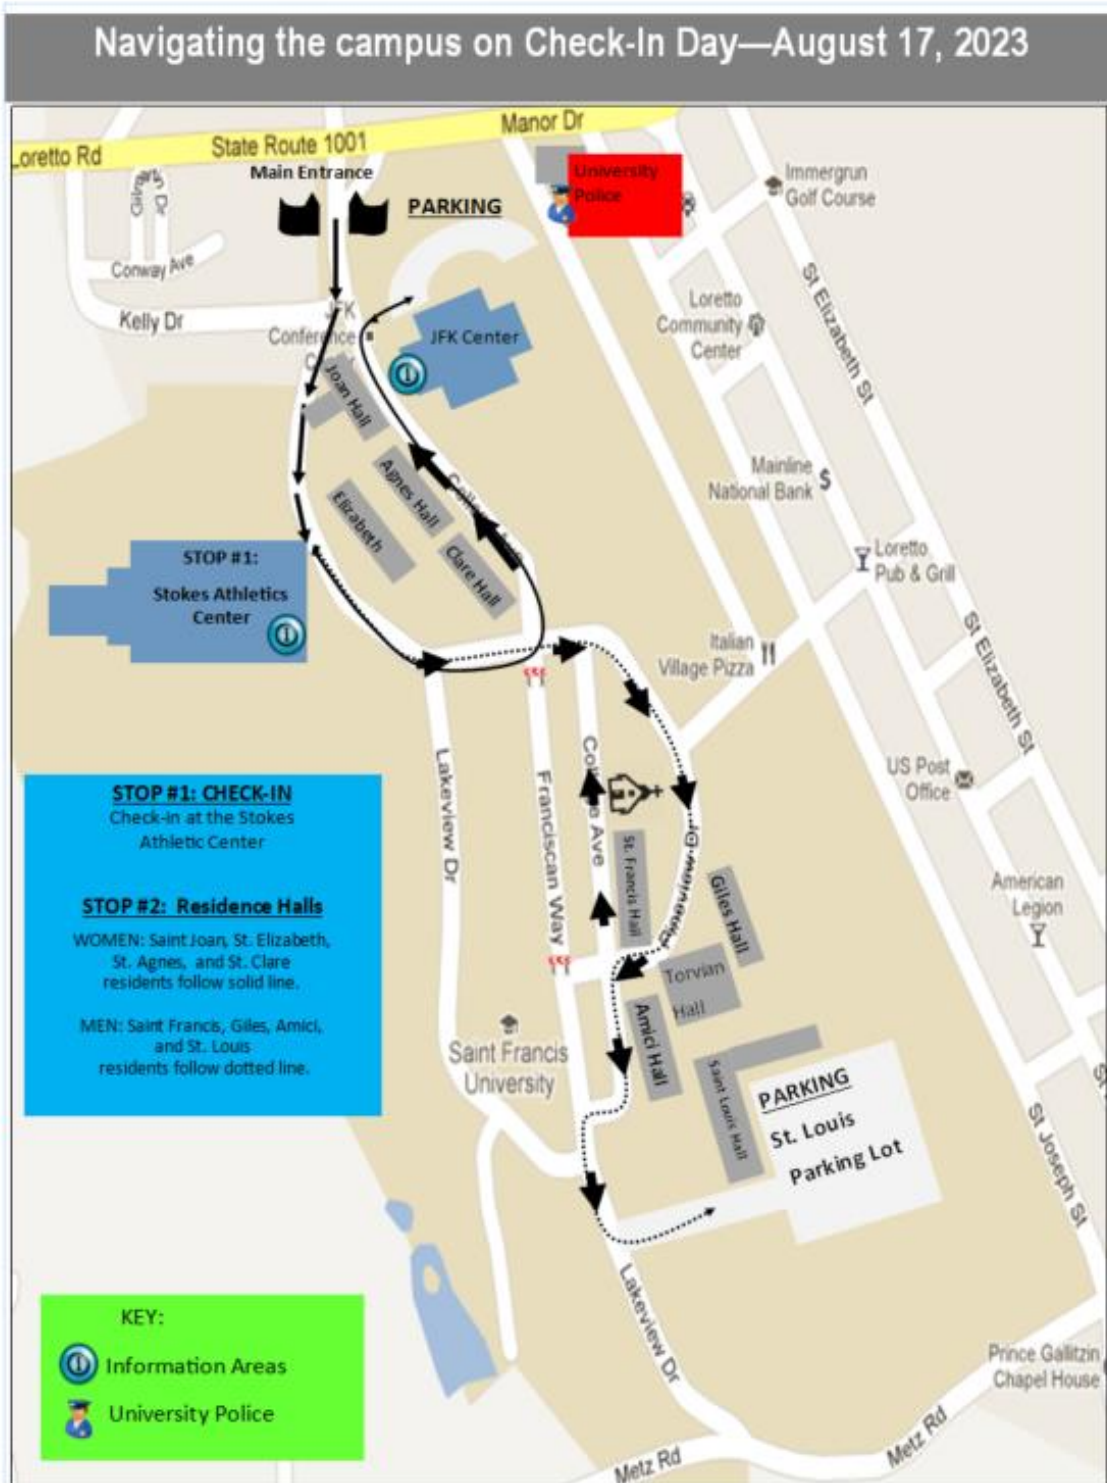 Navigating the campus on Check-In Day—August 17, 2023
Manor Dr
State Route 1001
Loretto Rd
Main Entrance
PARKING
University
Police
Immergrun
Golf Course
Conway Ave
Kelly Dr
JFK
Conference
JFK Center
Loretto
Community
Center
St Elizabeth St
Joan Hall
Agnes Hall
Elizabeth
Clare Hall
Mainline
National Bank
Loretto
Pub & Grill
STOP #1:
Stokes Athletics
Center
Italian
Village Pizza
St Elizabeth St
US Post
Office
Lakeview Dr
Franciscan Way
College Ave
St. Francis Hall
Pineview Dr
Giles Hall
Torvian
Hall
Amici Hall
American
Legion
STOP #1: CHECK-IN
Check-in at the Stokes
Athletic Center
STOP #2: Residence Halls
WOMEN: Saint Joan, St. Elizabeth,
St. Agnes, and St. Clare
residents follow solid line.
MEN: Saint Francis, Giles, Amici,
and St. Louis
residents follow dotted line.
Saint Francis
University
Saint Louis Hall
PARKING
St. Louis
Parking Lot
St Joseph St
Lakeview Dr
Prince Gallitzin
Chapel House
Metz Rd
Metz Rd
KEY:
Information Areas
University Police